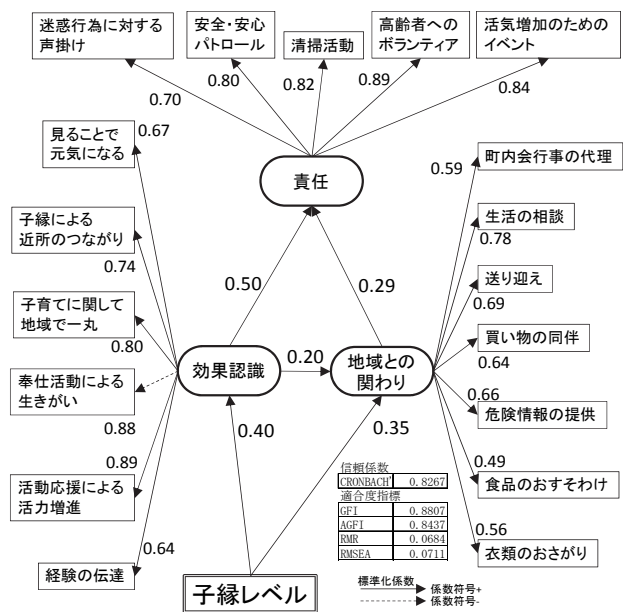 迷惑行為に対する
声掛け
安全・安心
パトロール
清掃活動
高齢者への
ボランティア
活気増加のための
イベント
0.70
0.80
0.82
0.89
0.84
見ることで
元気になる
0.67
子縁による
近所のつながり
0.74
子育てに関して
地域で一丸
0.80
奉仕活動による
生きがい
0.88
活動応援による
活力増進
0.89
経験の伝達
0.64
責任
0.50
0.29
効果認識
0.20
地域との
関わり
0.40
0.35
子縁レベル
町内会行事の代理
0.59
生活の相談
0.78
送り迎え
0.69
買い物の同伴
0.64
危険情報の提供
0.66
食品のおすそわけ
0.49
衣類のおさがり
0.56
信頼係数
CRONBACH' 0.8267
適合度指標
GFI 0.8807
AGFI 0.8437
RMR 0.0684
RMSEA 0.0711
標準化係数
係数符号+
係数符号-